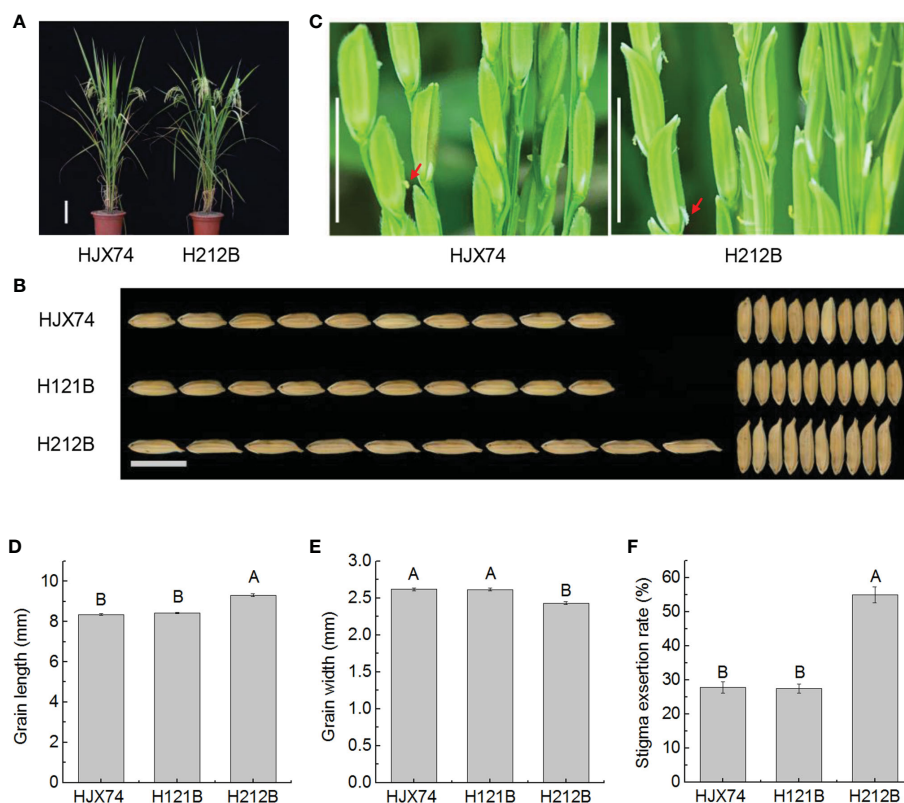 A
HJX74 H212B
C
HJX74 H212B
B
HJX74
H121B
H212B
D
Grain length (mm)
10
8
6
4
2
0
B B A
HJX74 H121B H212B
E
Grain width (mm)
3.0
2.5
2.0
1.5
1.0
0.5
0.0
A A B
HJX74 H121B H212B
F
Stigma exsertion rate (%)
60
50
40
30
20
10
0
B B A
HJX74 H121B H212B